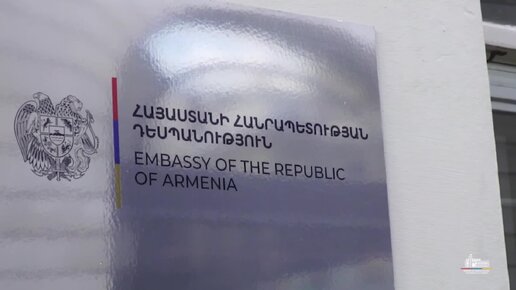 ՀԱՅԱՍՏԱՆԻ ՀԱՆՐԱՊԵՏՈՒԹՅԱՆ
ԴԵՍՊԱՆՈՒԹՅՈՒՆ
EMBASSY OF THE REPUBLIC
OF ARMENIA